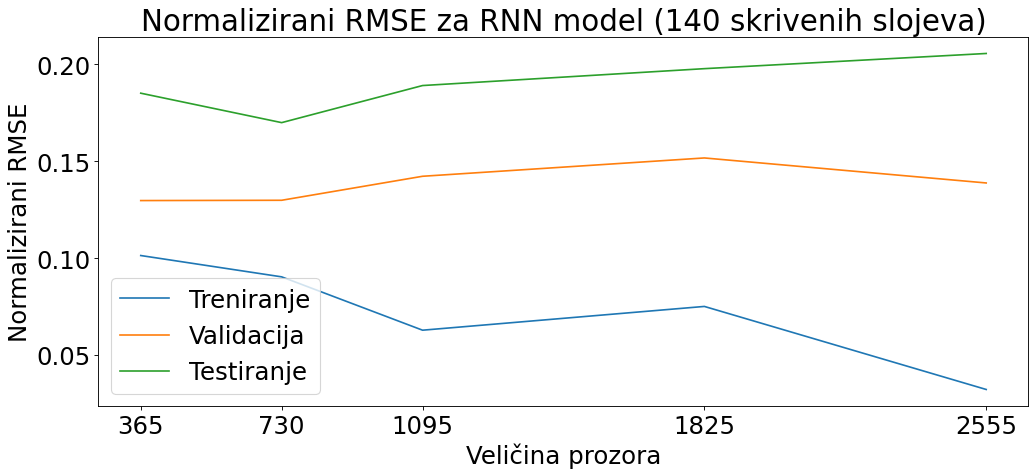 Normalizirani RMSE za RNN model (140 skrivenih slojeva)
Normalizirani RMSE
0.20
0.15
0.10
0.05
Treniranje
Validacija
Testiranje
365 730 1095 1825 2555
Veličina prozora